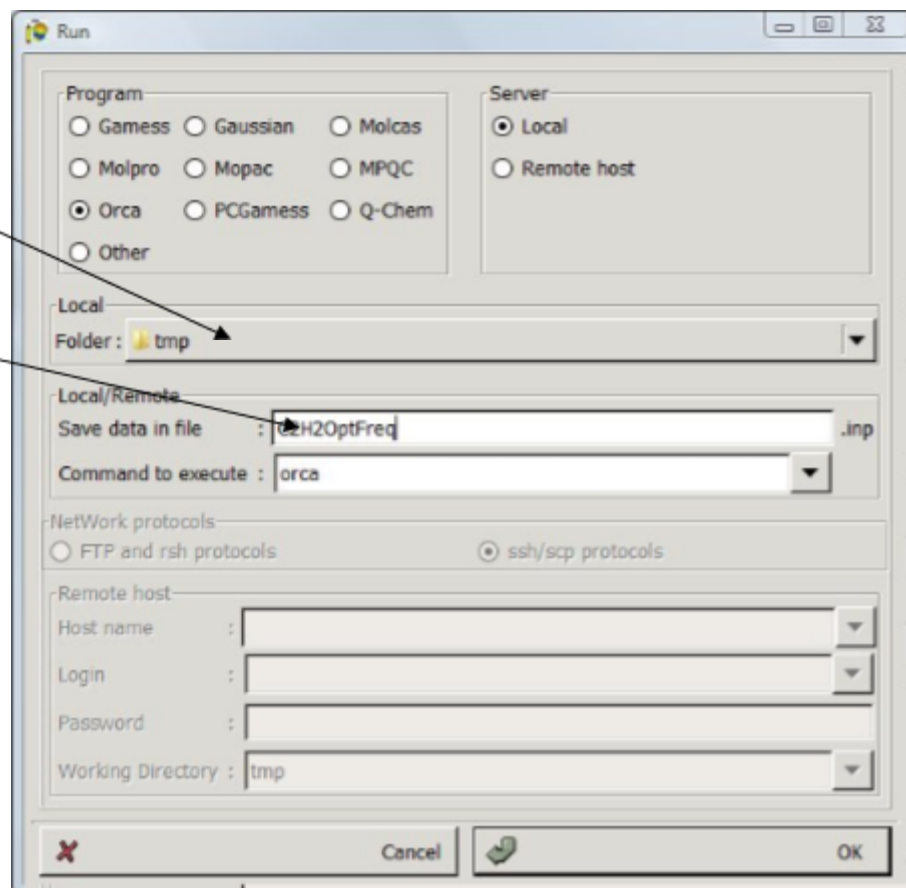 Run
Program
Server
Gamess Gaussian Molcas
Local
Molpro Mopac MPQC
Remote host
Orca PCGamess Q-Chem
Other
Local
Folder : tmp
Local/Remote
Save data in file : C2H2OptFreq .inp
Command to execute : orca
NetWork protocols
FTP and rsh protocols ssh/scp protocols
Remote host
Host name :
Login :
Password :
Working Directory : tmp
Cancel OK